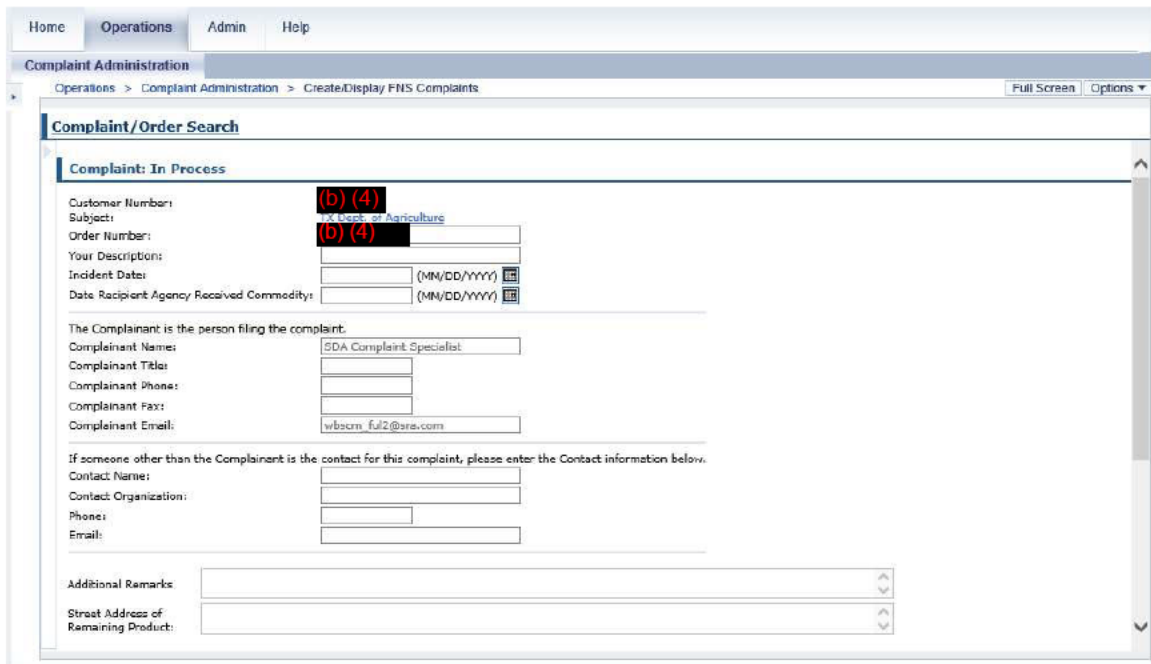 Home Operations Admin Help
Complaint Administration
Operations > Complaint Administration > Create/Display FNS Complaints Full Screen Options
Complaint/Order Search
Complaint: In Process
Customer Number: (b) (4)
Subject: TX Dept. of Agriculture
Order Number: (b) (4)
Your Description:
Incident Date: (MM/DD/YYYY)
Date Recipient Agency Received Commodity: (MM/DD/YYYY)
The Complainant is the person filing the complaint.
Complainant Name: SDA Complaint Specialist
Complainant Title:
Complainant Phone:
Complainant Fax:
Complainant Email: wbscm_ful2@sra.com
If someone other than the Complainant is the contact for this complaint, please enter the Contact information below.
Contact Name:
Contact Organization:
Phone:
Email:
Additional Remarks
Street Address of
Remaining Product: